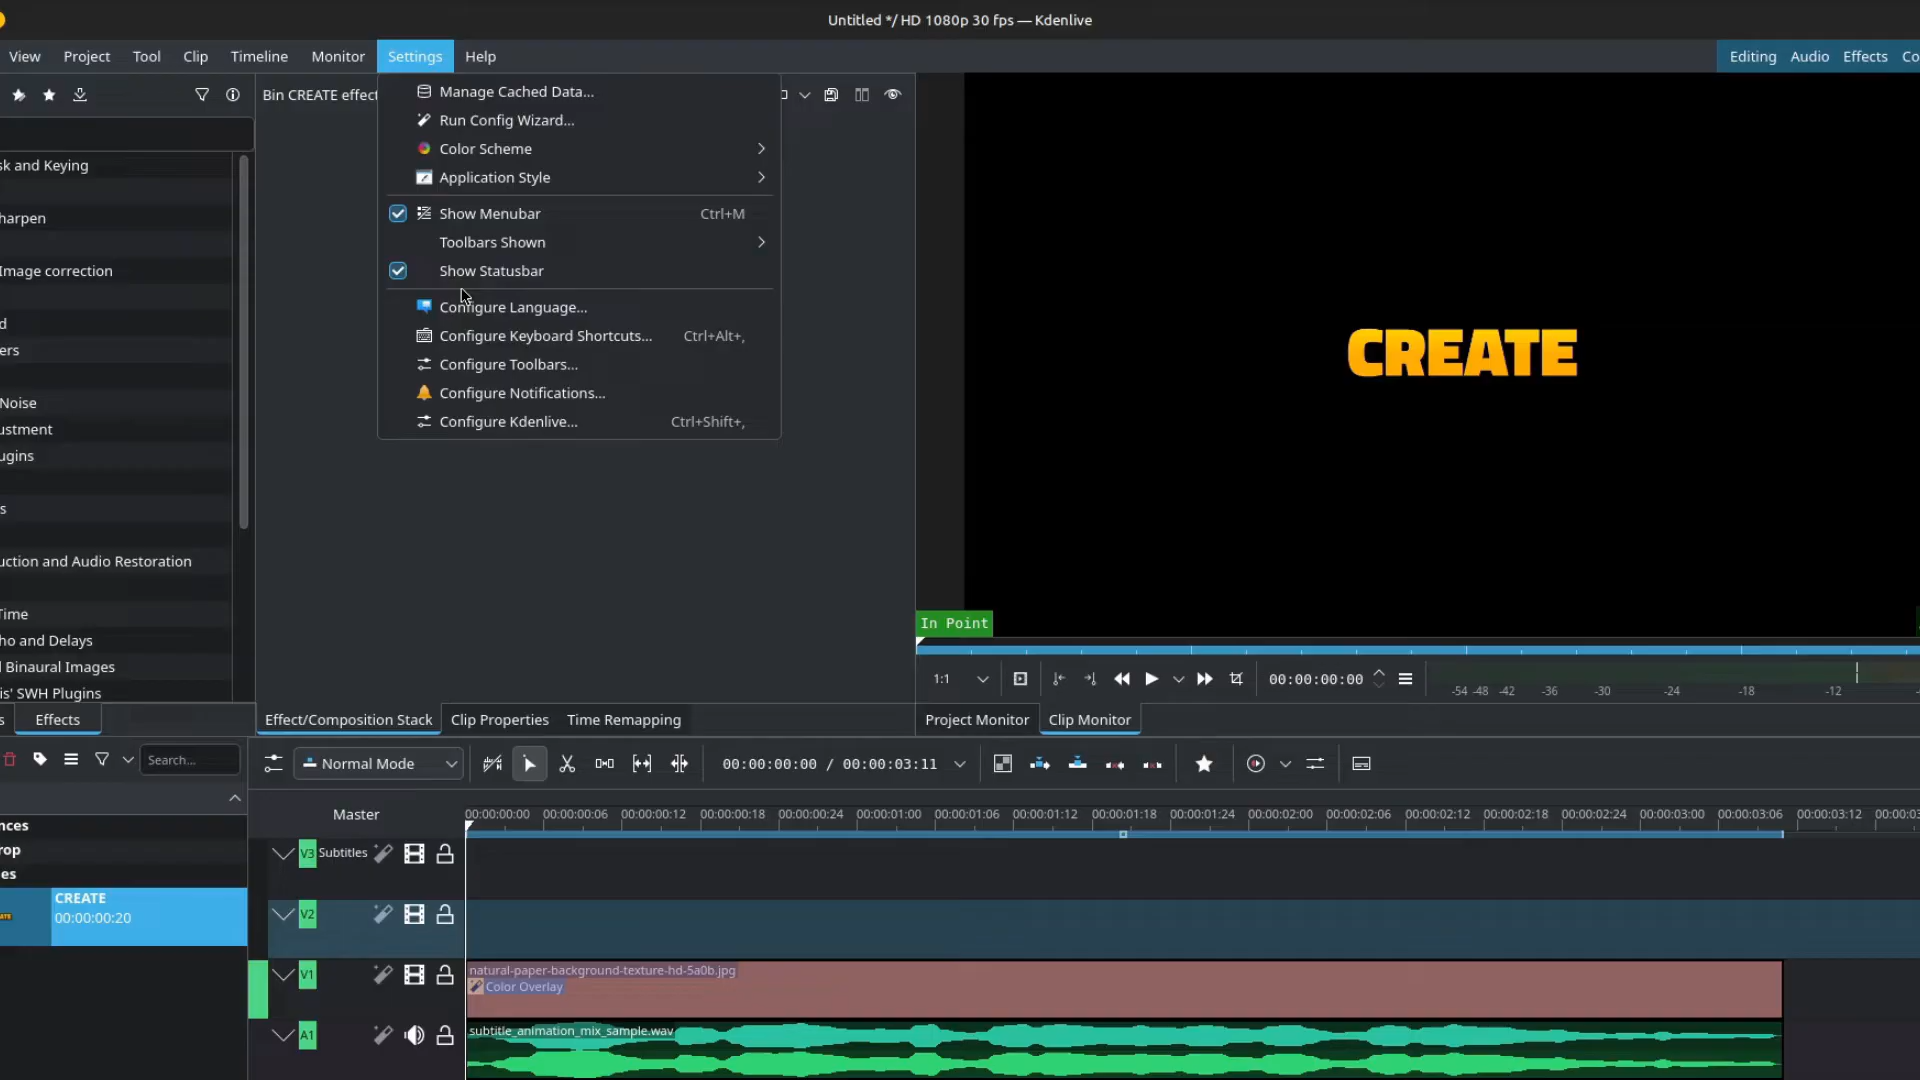 Untitled */ HD 1080p 30 fps — Kdenlive
View Project Tool Clip Timeline Monitor Settings Help
Editing Audio Effects Co
Bin CREATE effect
Manage Cached Data...
Run Config Wizard...
Color Scheme
Application Style
Show Menubar Ctrl+M
Toolbars Shown
Show Statusbar
Configure Language...
Configure Keyboard Shortcuts... Ctrl+Alt+,
Configure Toolbars...
Configure Notifications...
Configure Kdenlive... Ctrl+Shift+,
sk and Keying
harpen
Image correction
d
ers
Noise
ustment
ugins
s
uction and Audio Restoration
Time
ho and Delays
l Binaural Images
is' SWH Plugins
CREATE
In Point
1:1
00:00:00:00
-54 -48 -42 -36 -30 -24 -18 -12
s Effects
Effect/Composition Stack Clip Properties Time Remapping
Project Monitor Clip Monitor
Search...
Normal Mode
00:00:00:00 / 00:00:03:11
nces
rop
es
CREATE
00:00:00:20
Master
00:00:00:00 00:00:00:06 00:00:00:12 00:00:00:18 00:00:00:24 00:00:01:00 00:00:01:06 00:00:01:12 00:00:01:18 00:00:01:24 00:00:02:00 00:00:02:06 00:00:02:12 00:00:02:18 00:00:02:24 00:00:03:00 00:00:03:06 00:00:03:12 00:00:03
V3 Subtitles
V2
V1
natural-paper-background-texture-hd-5a0b.jpg
Color Overlay
A1
subtitle_animation_mix_sample.wav